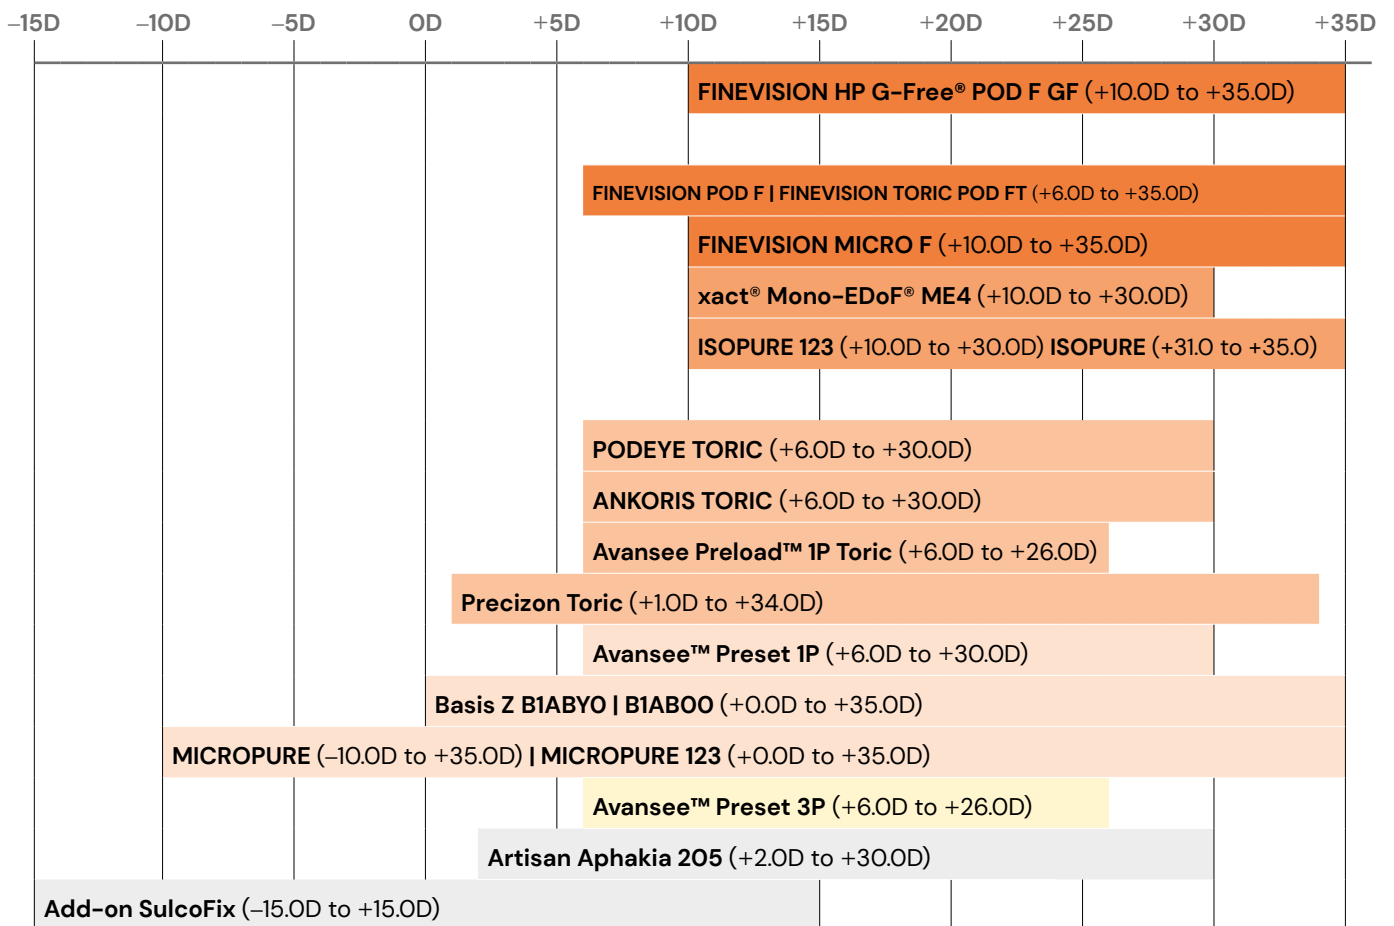 –15D –10D –5D 0D +5D +10D +15D +20D +25D +30D +35D
FINEVISION HP G-Free® POD F GF (+10.0D to +35.0D)
FINEVISION POD F | FINEVISION TORIC POD FT (+6.0D to +35.0D)
FINEVISION MICRO F (+10.0D to +35.0D)
xact® Mono-EDoF® ME4 (+10.0D to +30.0D)
ISOPURE 123 (+10.0D to +30.0D) ISOPURE (+31.0 to +35.0)
PODEYE TORIC (+6.0D to +30.0D)
ANKORIS TORIC (+6.0D to +30.0D)
Avansee Preload™ 1P Toric (+6.0D to +26.0D)
Precizon Toric (+1.0D to +34.0D)
Avansee™ Preset 1P (+6.0D to +30.0D)
Basis Z B1ABY0 | B1AB00 (+0.0D to +35.0D)
MICROPURE (–10.0D to +35.0D) | MICROPURE 123 (+0.0D to +35.0D)
Avansee™ Preset 3P (+6.0D to +26.0D)
Artisan Aphakia 205 (+2.0D to +30.0D)
Add-on SulcoFix (–15.0D to +15.0D)